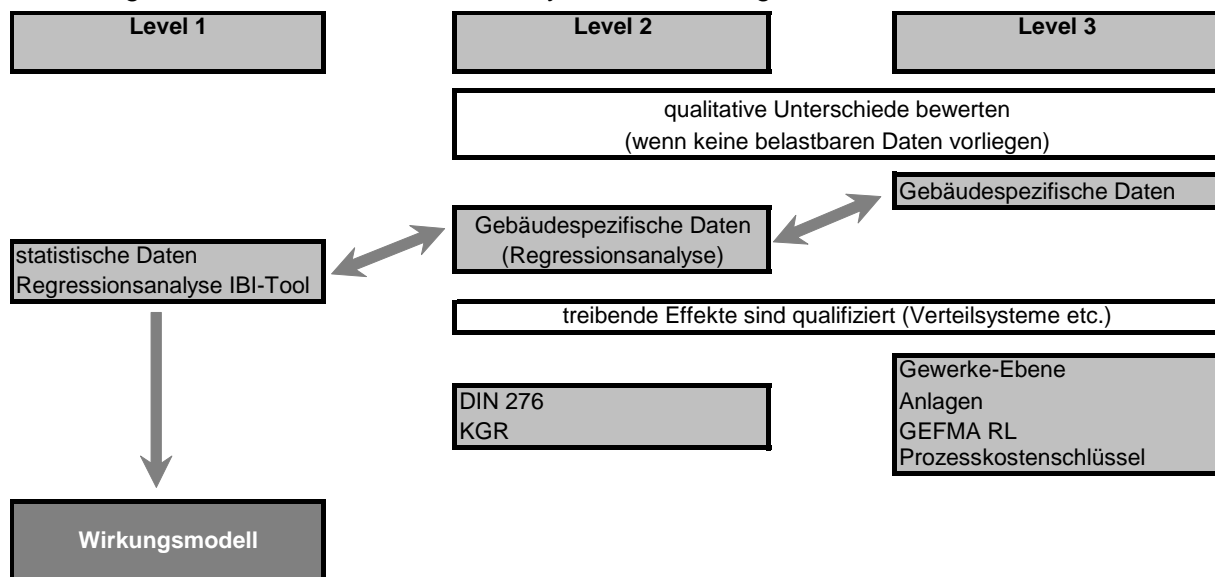 Level 1
Level 2
Level 3
qualitative Unterschiede bewerten
(wenn keine belastbaren Daten vorliegen)
Gebäudespezifische Daten
Gebäudespezifische Daten
(Regressionsanalyse)
statistische Daten
Regressionsanalyse IBI-Tool
treibende Effekte sind qualifiziert (Verteilsysteme etc.)
DIN 276
KGR
Gewerke-Ebene
Anlagen
GEFMA RL
Prozesskostenschlüssel
Wirkungsmodell